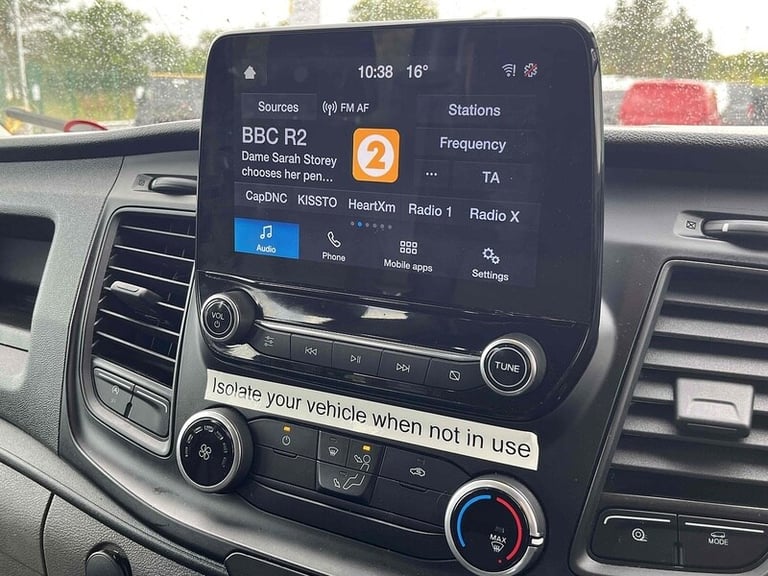 10:38 16°
Sources
FM AF
Stations
BBC R2
Dame Sarah Storey
chooses her pen...
2
Frequency
...
TA
CapDNC KISSTO HeartXm Radio 1 Radio X
Audio
Phone
Mobile apps
Settings
VOL
TUNE
Isolate your vehicle when not in use
MAX
MODE